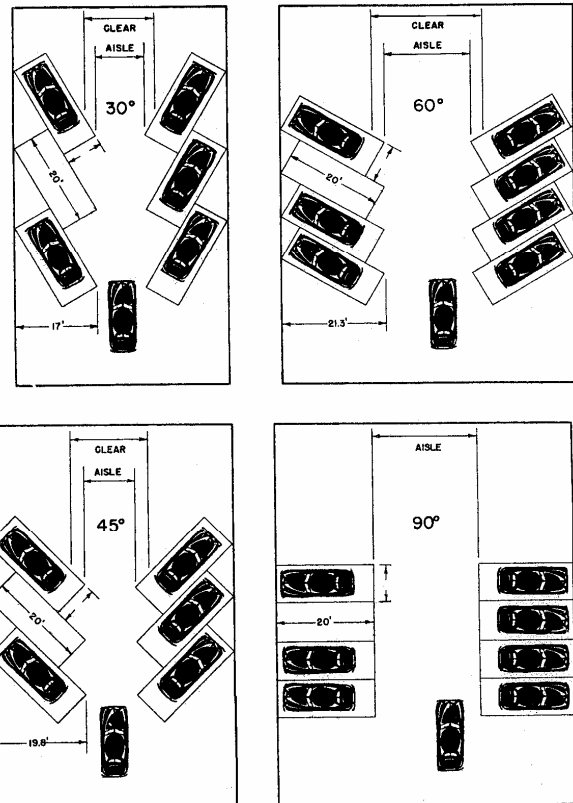 CLEAR
AISLE
30°
20'
17'
CLEAR
AISLE
60°
20'
21.3'
CLEAR
AISLE
45°
20'
19.8'
AISLE
90°
20'